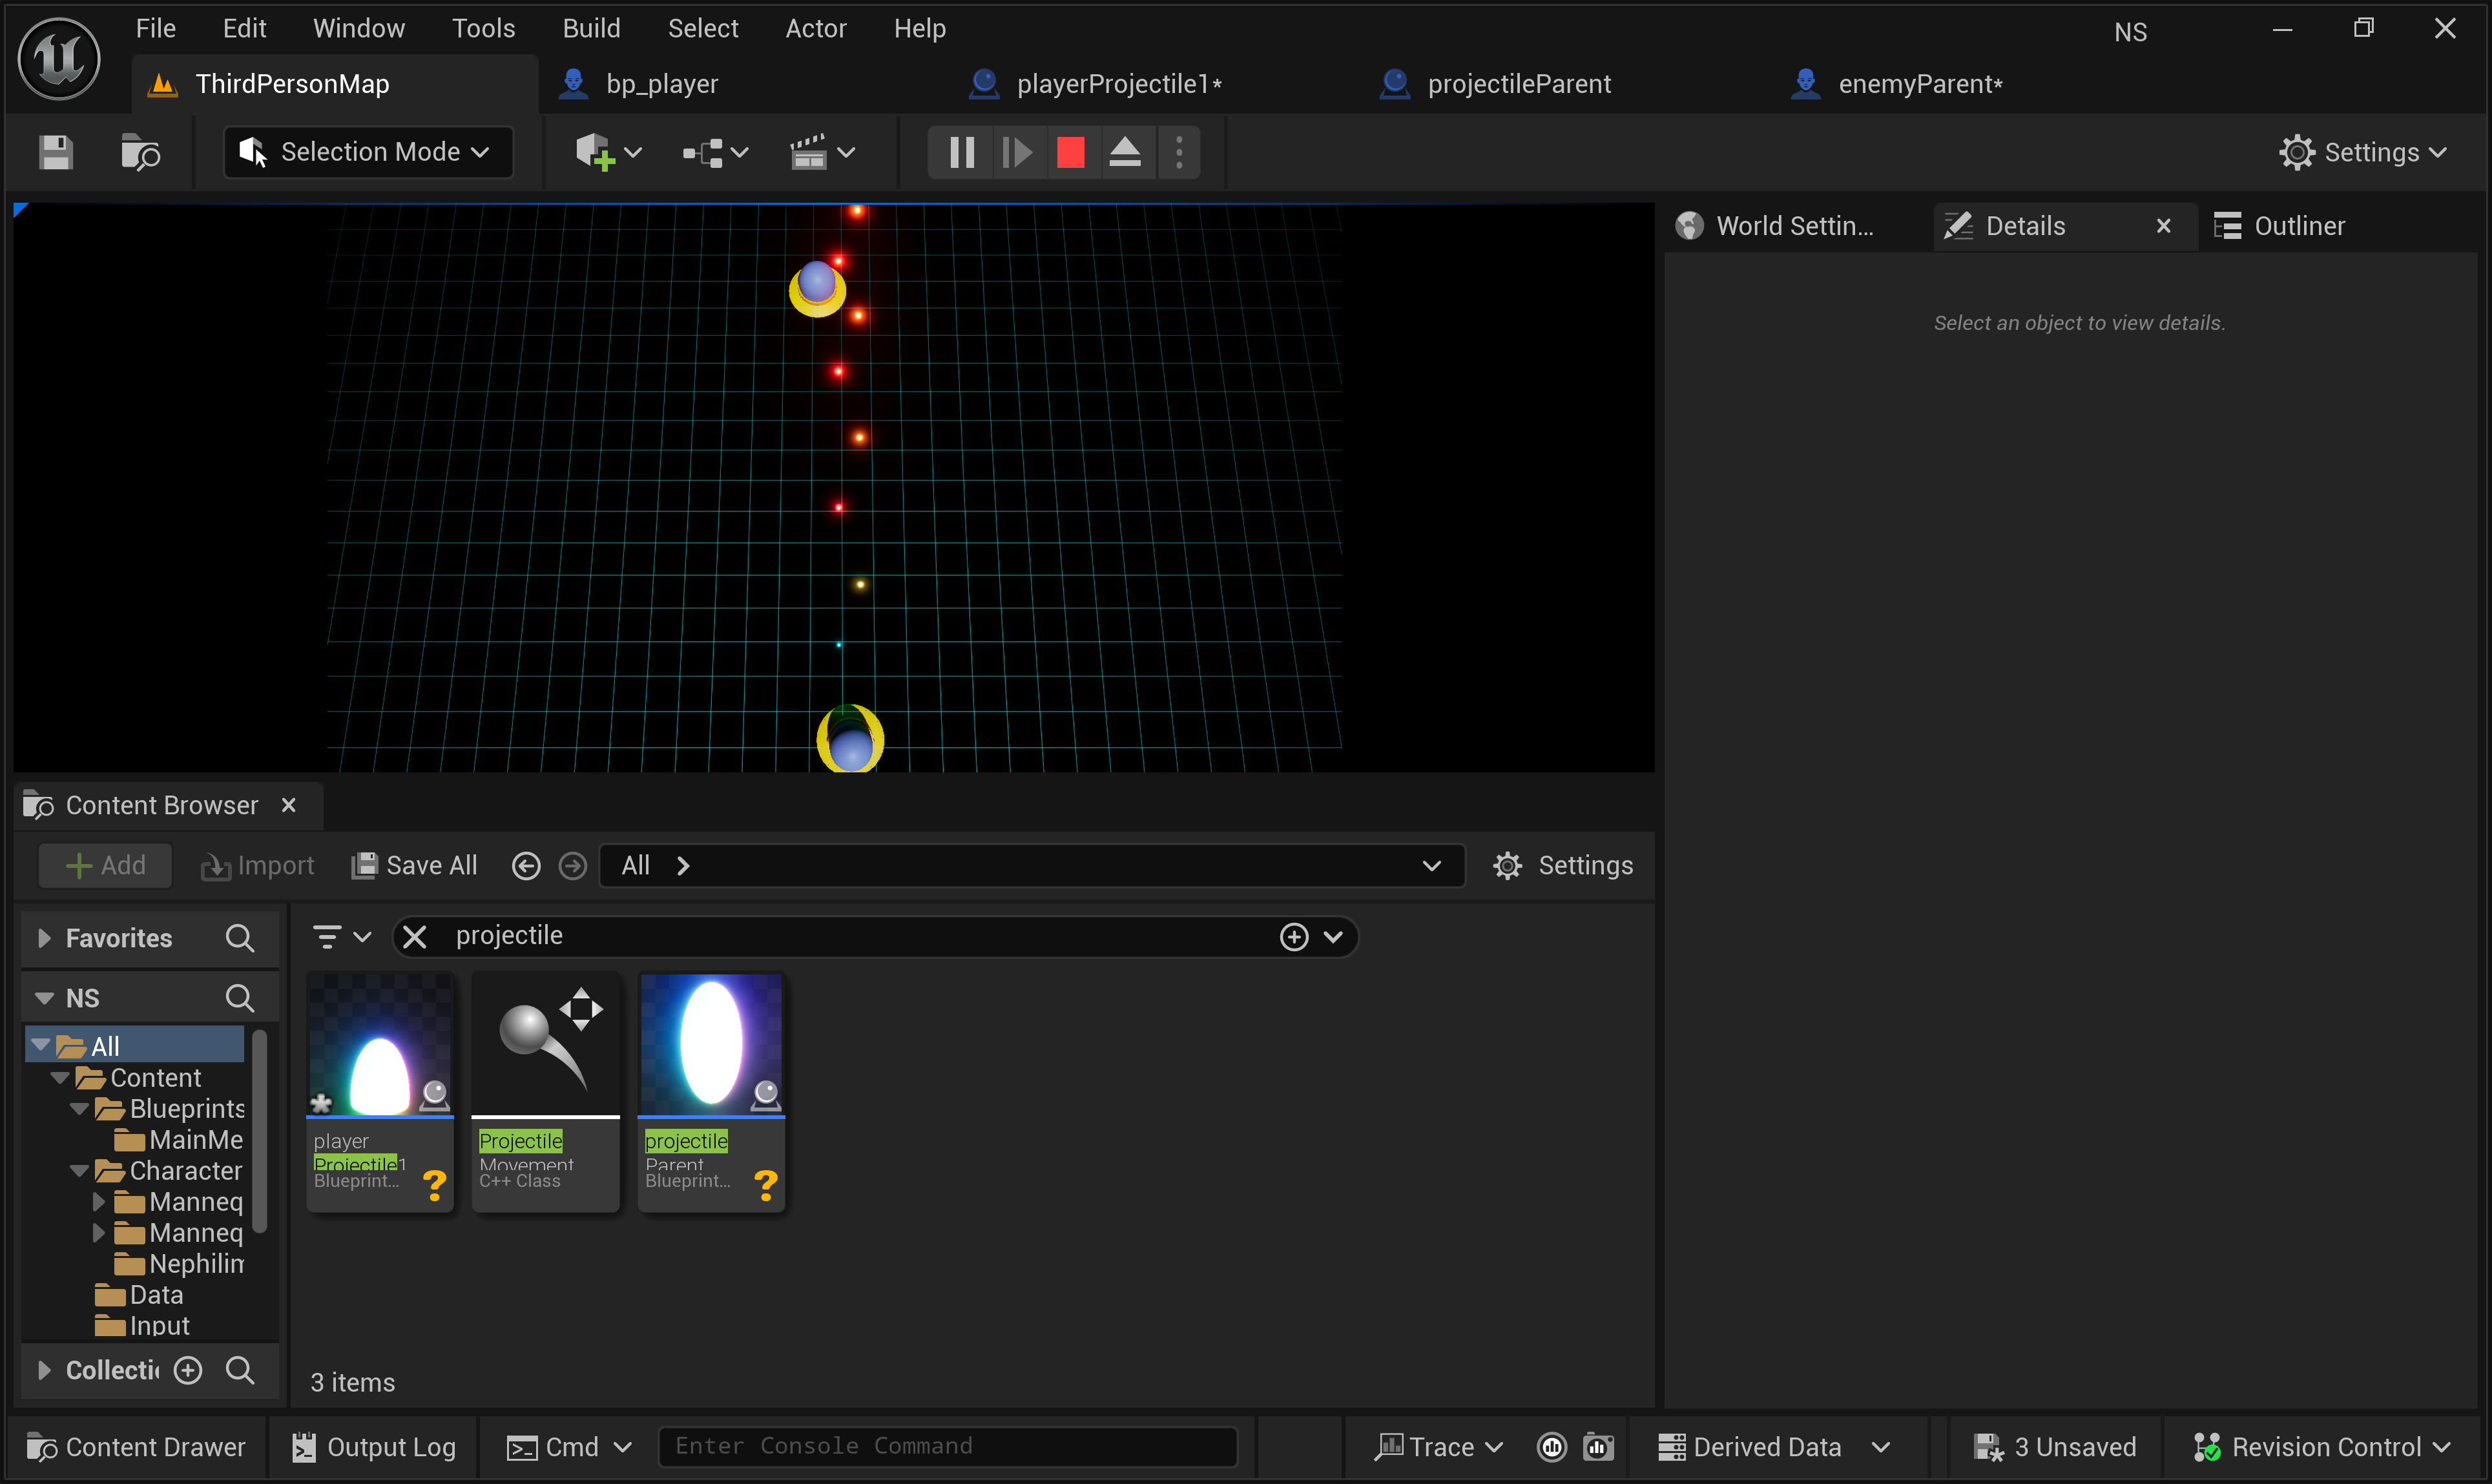 File Edit Window Tools Build Select Actor Help NS
ThirdPersonMap bp_player playerProjectile1* projectileParent enemyParent*
Selection Mode Settings
World Settin... Details Outliner
Select an object to view details.
Content Browser
Add Import Save All All Settings
Favorites projectile
NS
All
Content
Blueprints
MainMe
Character
Manneq
Manneq
Nephilim
Data
Input
Collecti
player
Projectile1
Blueprint...
Projectile
Movement
C++ Class
projectile
Parent
Blueprint...
3 items
Content Drawer Output Log Cmd Enter Console Command Trace Derived Data 3 Unsaved Revision Control